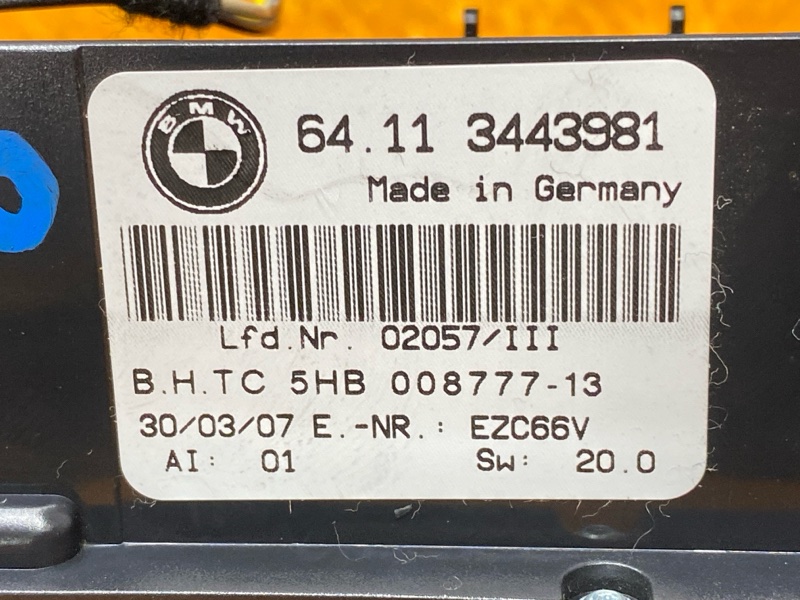 BMW
64.11 3443981
Made in Germany
Lfd.Nr. 02057/III
B.H.TC 5HB 008777-13
30/03/07 E.-NR.: EZC66V
AI: 01 Sw: 20.0